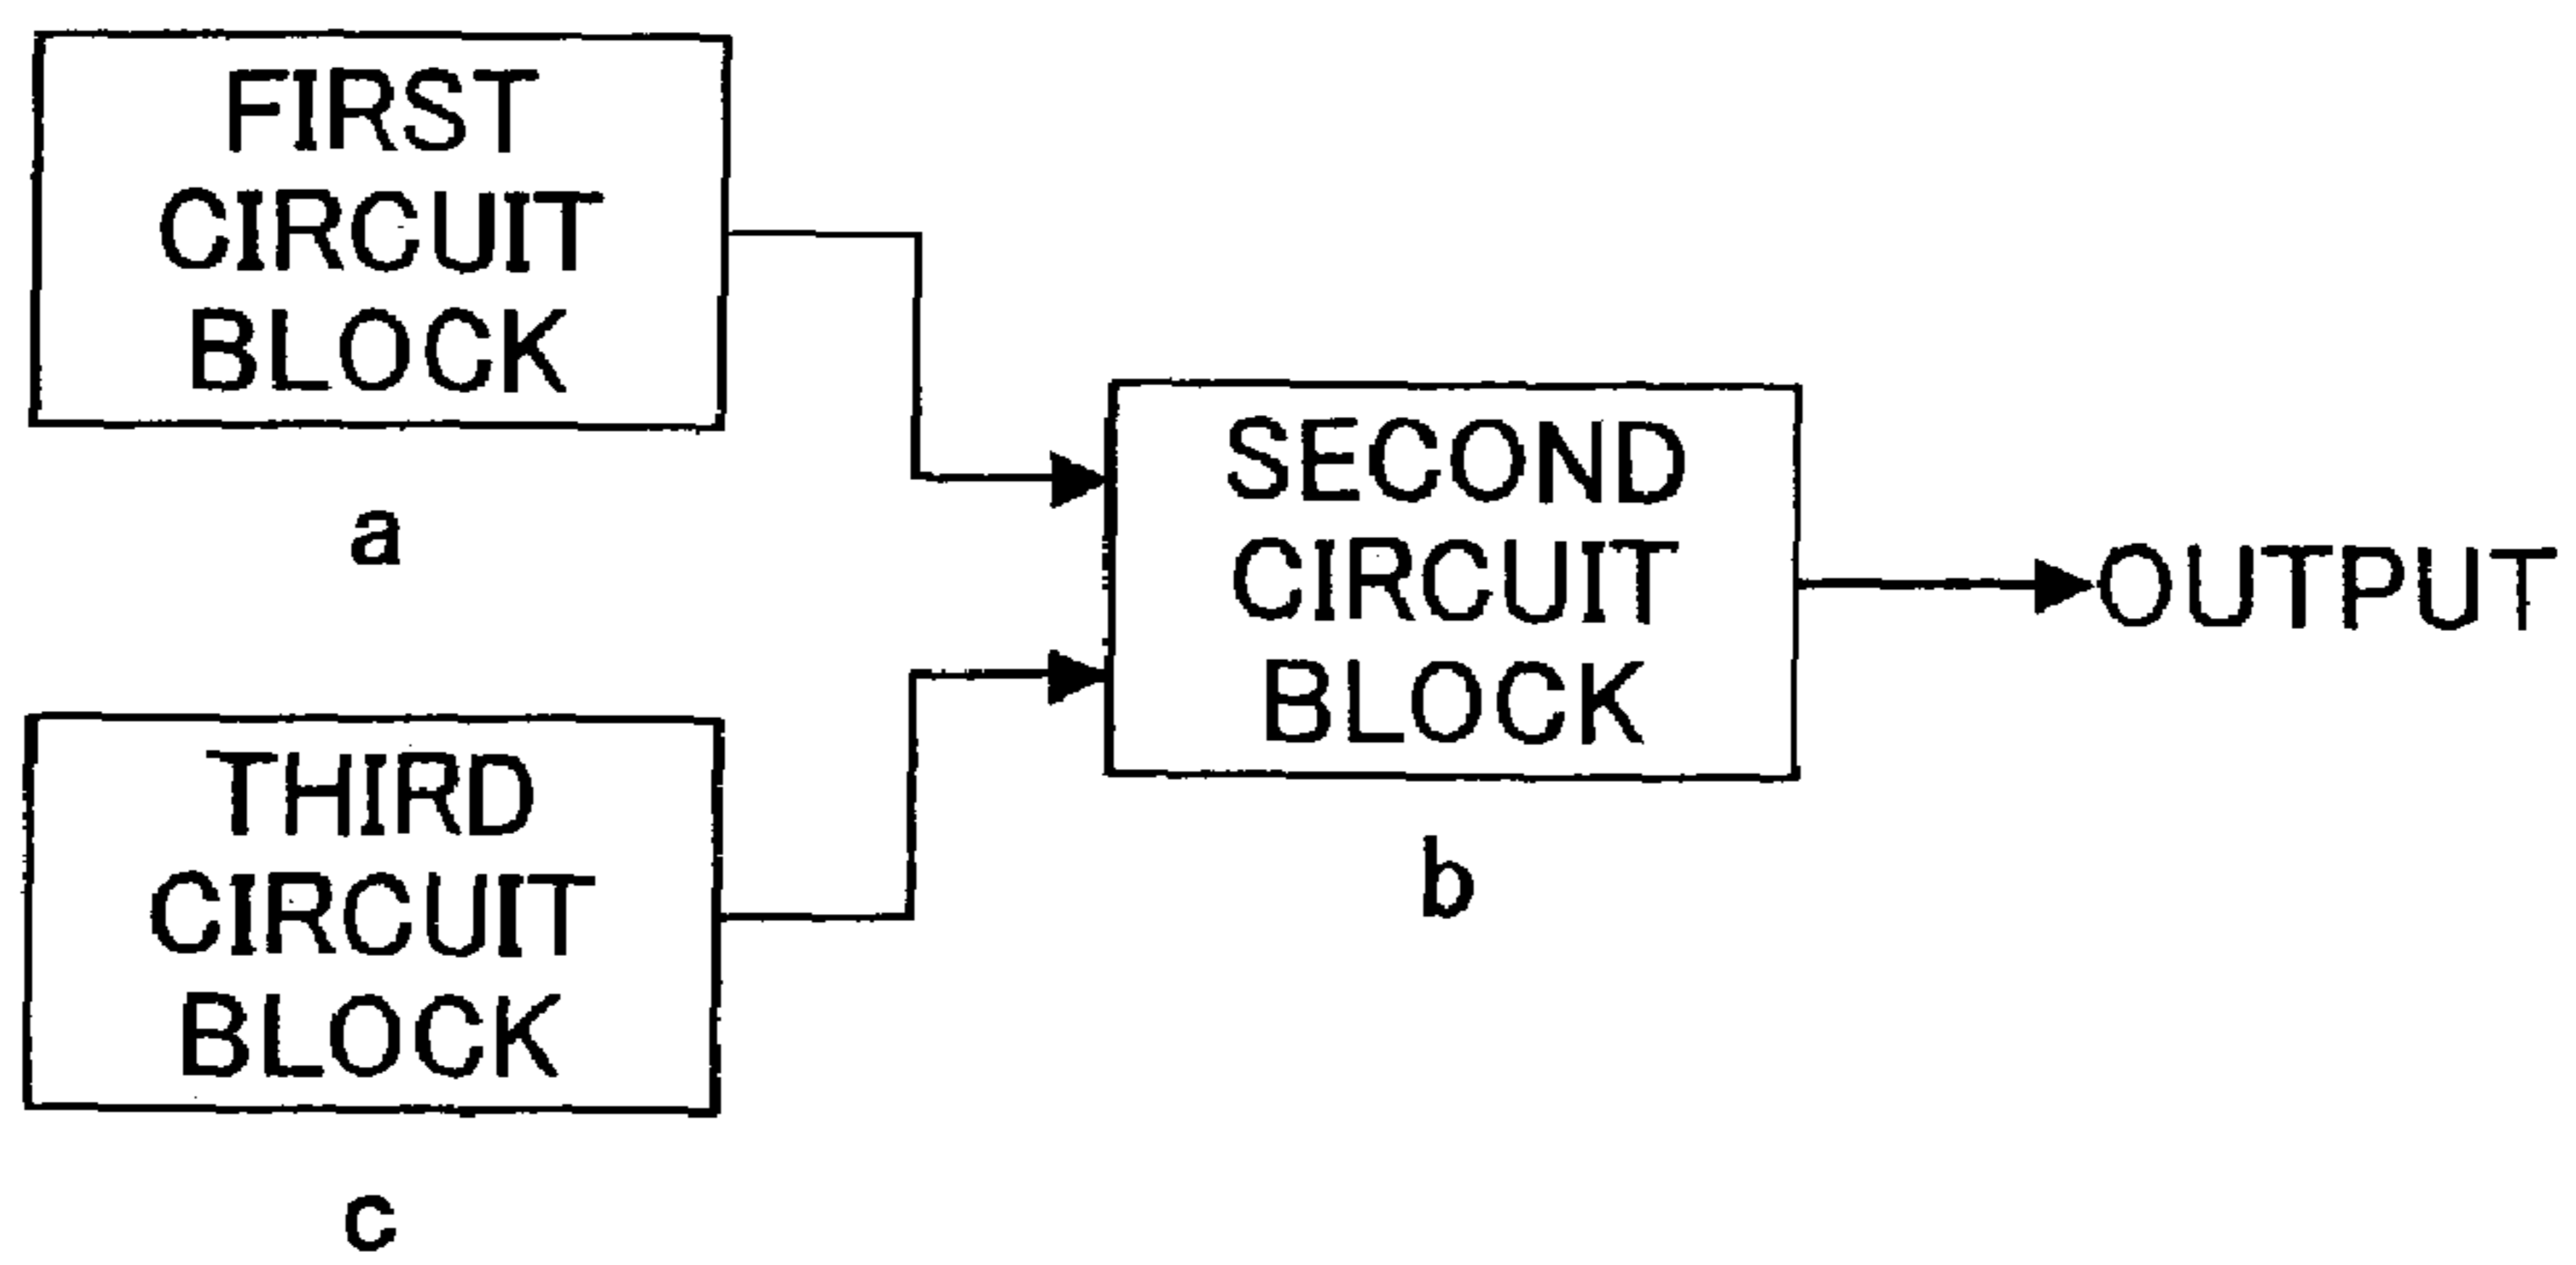 FIRST
CIRCUIT
BLOCK
a
SECOND
CIRCUIT
BLOCK
b
OUTPUT
THIRD
CIRCUIT
BLOCK
c